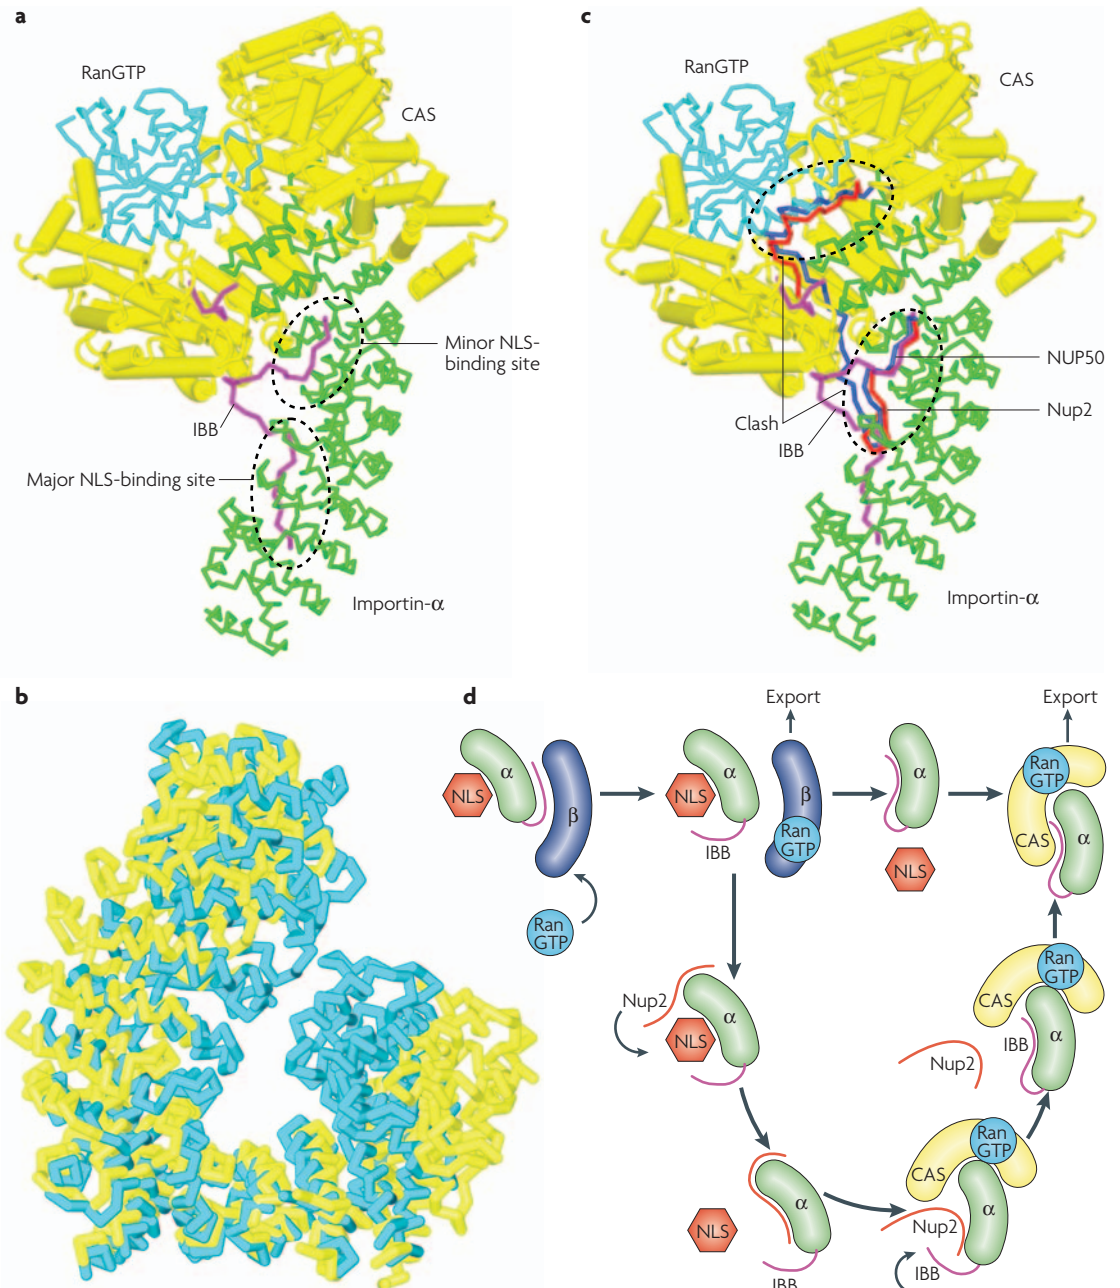 a
RanGTP
CAS
Minor NLS-
binding site
IBB
Major NLS-binding site
Importin-α
c
RanGTP
CAS
NUP50
Nup2
Clash
IBB
Importin-α
b
d
Export
Export
NLS
α
β
Ran
GTP
NLS
α
IBB
β
Ran
GTP
α
NLS
Ran
GTP
CAS
α
Nup2
NLS
α
NLS
α
IBB
CAS
Ran
GTP
α
Nup2
IBB
CAS
Ran
GTP
IBB
α
Nup2